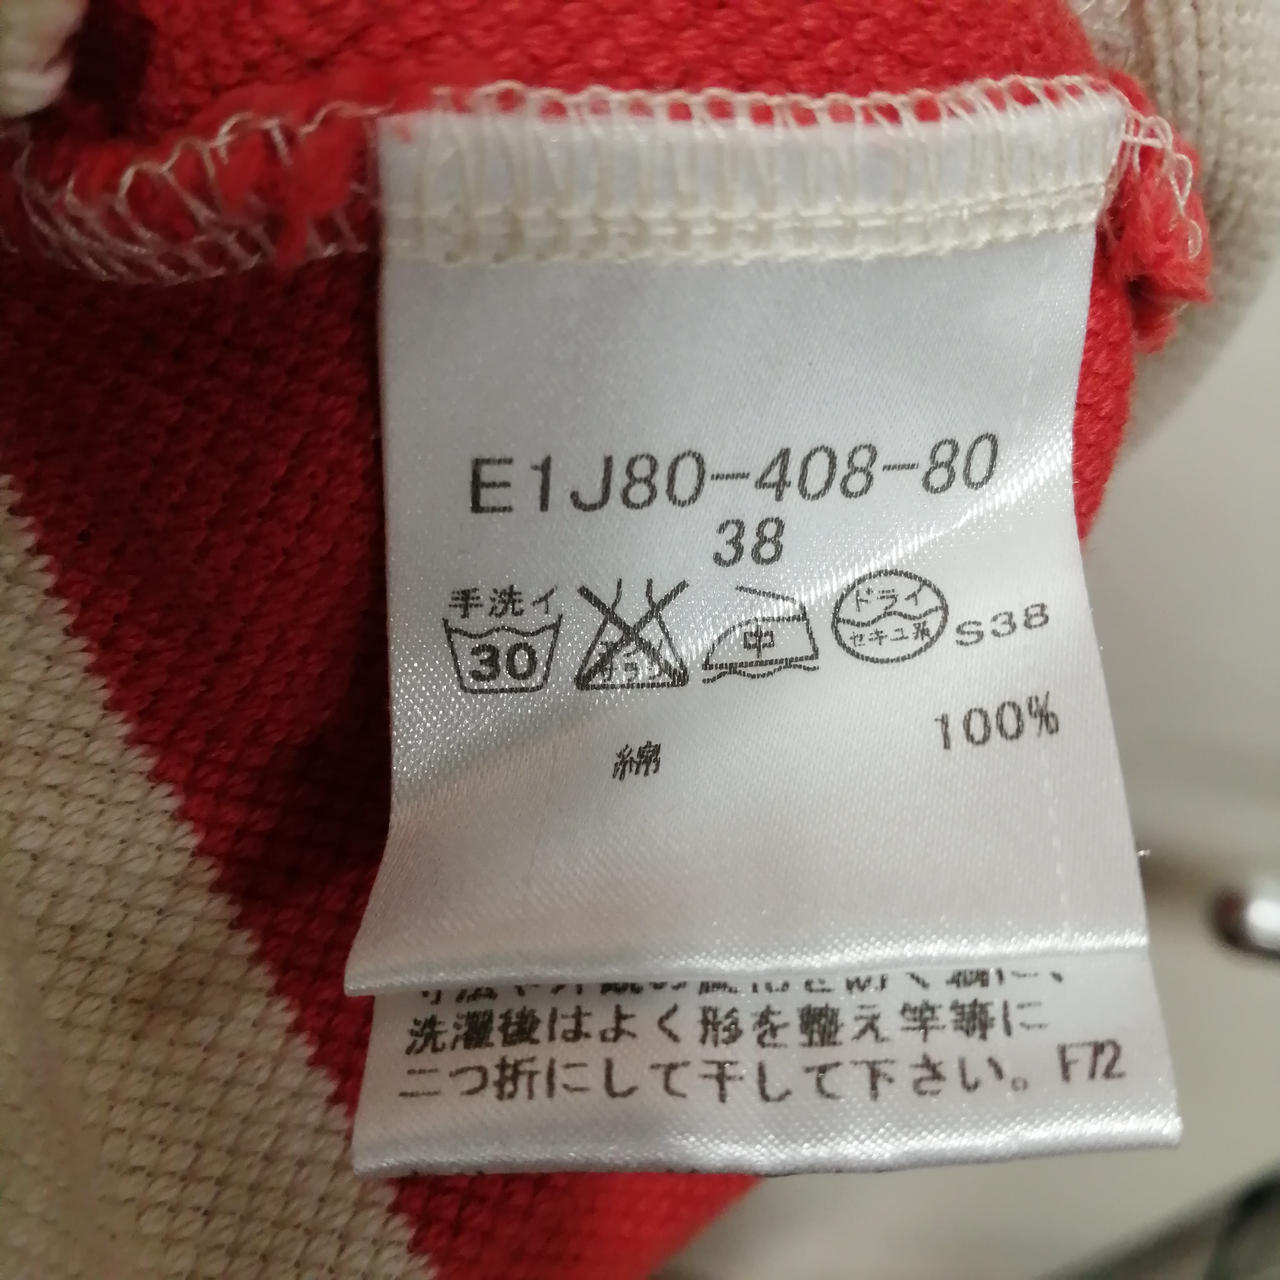 E1J80-408-80
38
手洗イ
30
中
ドライ
セキユ系
S38
綿 100%
洗濯後はよく形を整え竿等に
二つ折にして干して下さい。 F72